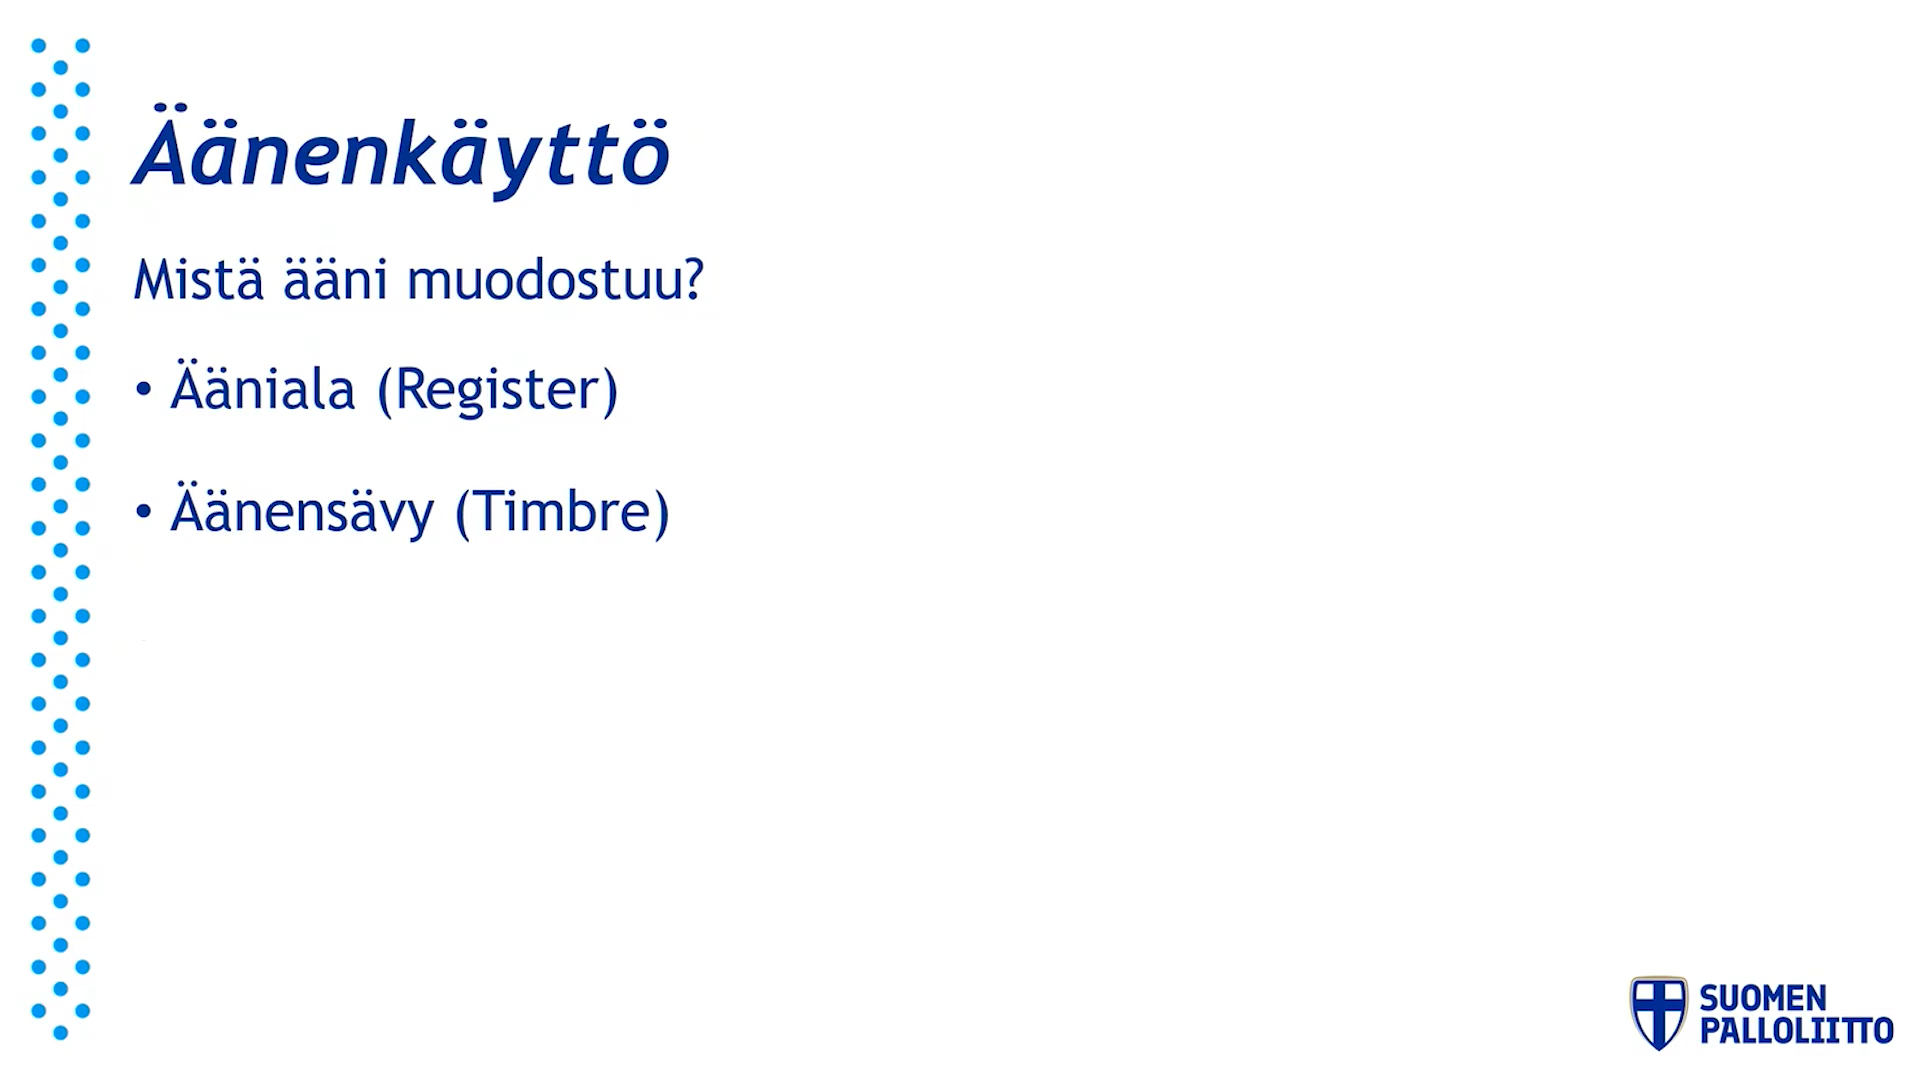 Äänenkäyttö
Mistä ääni muodostuu?
• Ääniala (Register)
• Äänensävy (Timbre)
SUOMEN
PALLOLIITTO